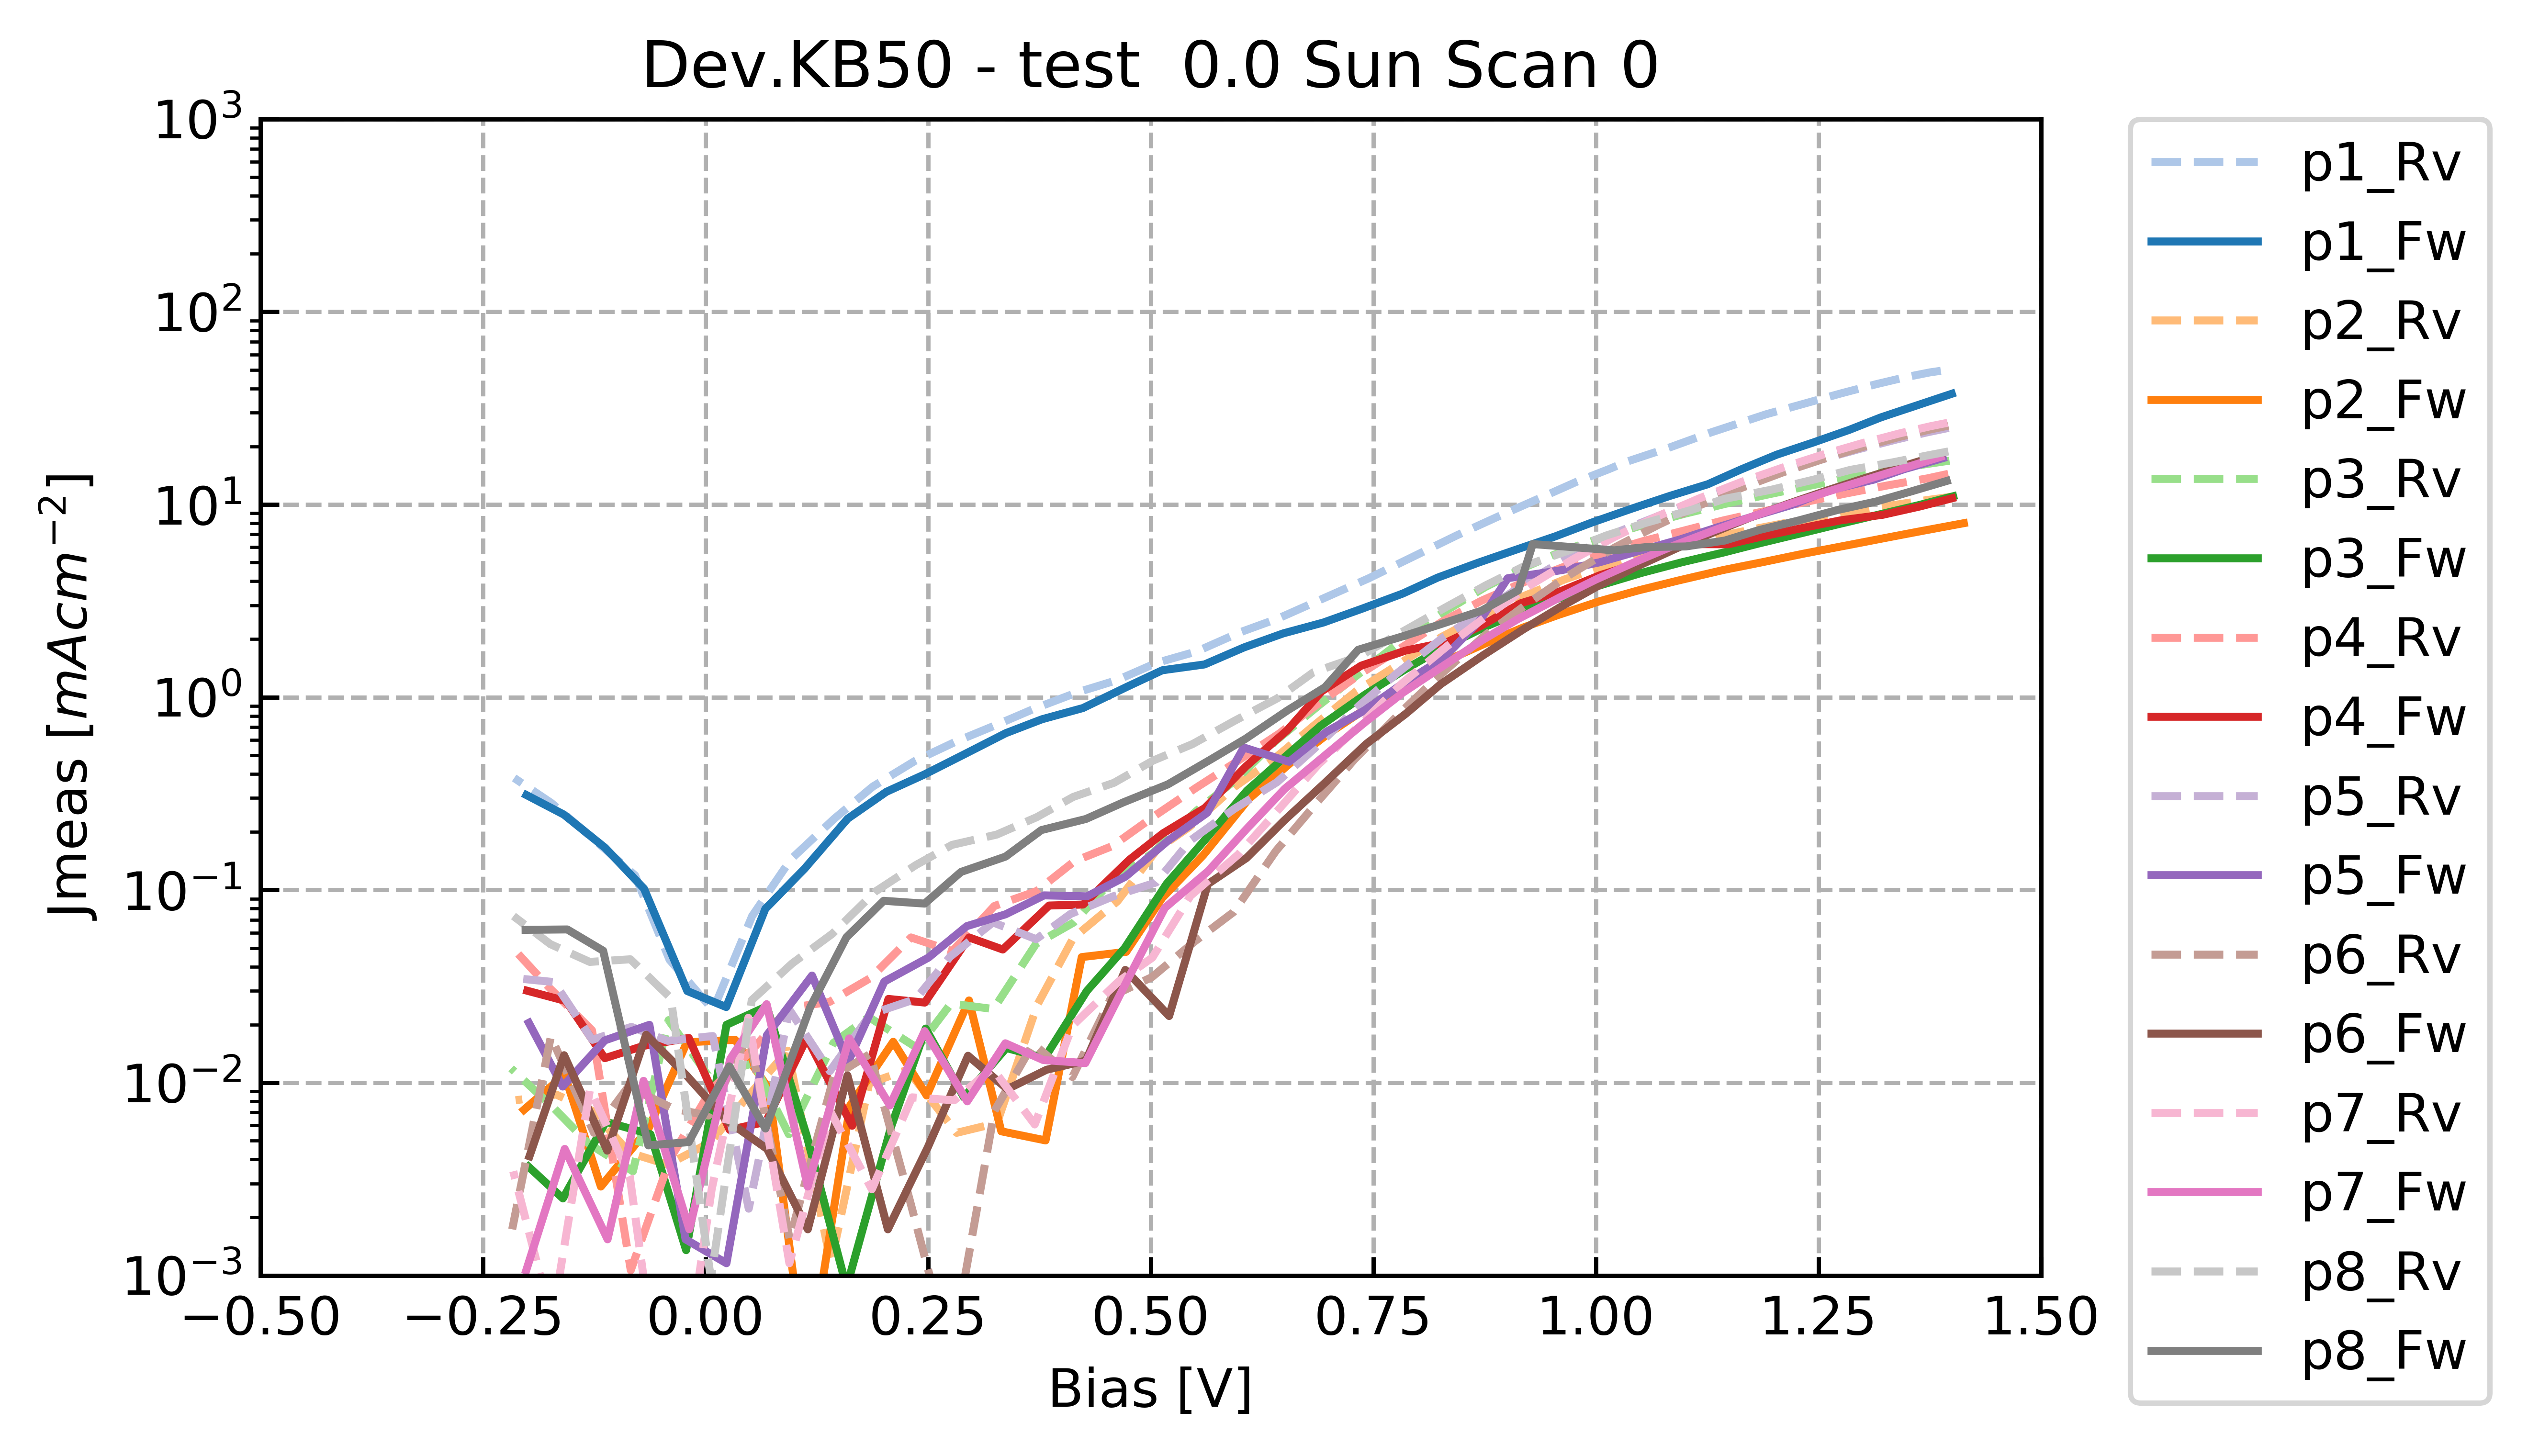 Dev.KB50 - test  0.0 Sun Scan 0
Jmeas [mAcm⁻²]
10³
10²
10¹
10⁰
10⁻¹
10⁻²
10⁻³
−0.50 −0.25 0.00 0.25 0.50 0.75 1.00 1.25 1.50
Bias [V]
p1_Rv
p1_Fw
p2_Rv
p2_Fw
p3_Rv
p3_Fw
p4_Rv
p4_Fw
p5_Rv
p5_Fw
p6_Rv
p6_Fw
p7_Rv
p7_Fw
p8_Rv
p8_Fw